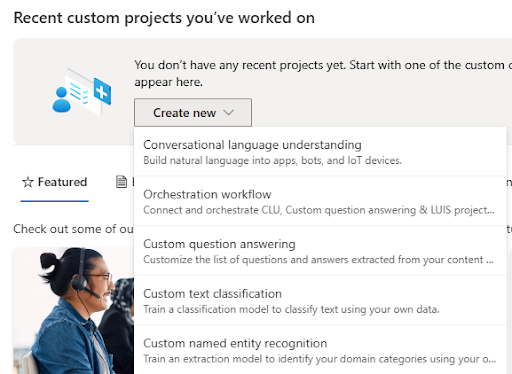 Recent custom projects you've worked on
You don't have any recent projects yet. Start with one of the custom
appear here.
Create new
Conversational language understanding
Build natural language into apps, bots, and IoT devices.
Orchestration workflow
Connect and orchestrate CLU, Custom question answering & LUIS project...
Custom question answering
Customize the list of questions and answers extracted from your content ...
Custom text classification
Train a classification model to classify text using your own data.
Custom named entity recognition
Train an extraction model to identify your domain categories using your o...
Featured
Check out some of